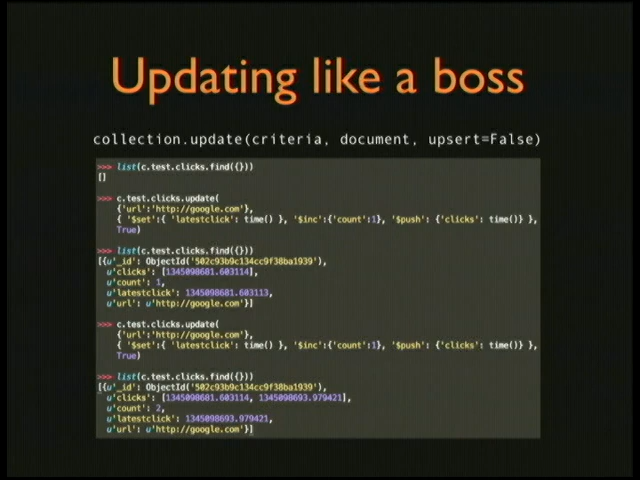 Updating like a boss
collection.update(criteria, document, upsert=False)
>>> list(c.test.clicks.find({}))
[]
>>> c.test.clicks.update(
{'url':'http://google.com'},
{ '$set':{ 'latestclick': time() }, '$inc':{'count':1}, '$push': {'clicks': time()} },
True)
>>> list(c.test.clicks.find({}))
[{u'_id': ObjectId('502c93b9c134cc9f38ba1939'),
u'clicks': [1345098681.603114],
u'count': 1,
u'latestclick': 1345098681.603113,
u'url': u'http://google.com'}]
>>> c.test.clicks.update(
{'url':'http://google.com'},
{ '$set':{ 'latestclick': time() }, '$inc':{'count':1}, '$push': {'clicks': time()} },
True)
>>> list(c.test.clicks.find({}))
[{u'_id': ObjectId('502c93b9c134cc9f38ba1939'),
u'clicks': [1345098681.603114, 1345098693.979421],
u'count': 2,
u'latestclick': 1345098693.979421,
u'url': u'http://google.com'}]